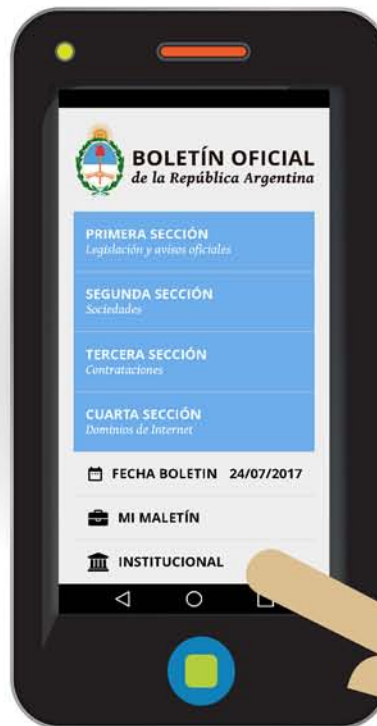 BOLETÍN OFICIAL
de la República Argentina
PRIMERA SECCIÓN
Legislación y avisos oficiales
SEGUNDA SECCIÓN
Sociedades
TERCERA SECCIÓN
Contrataciones
CUARTA SECCIÓN
Dominios de Internet
FECHA BOLETIN 24/07/2017
MI MALETÍN
INSTITUCIONAL